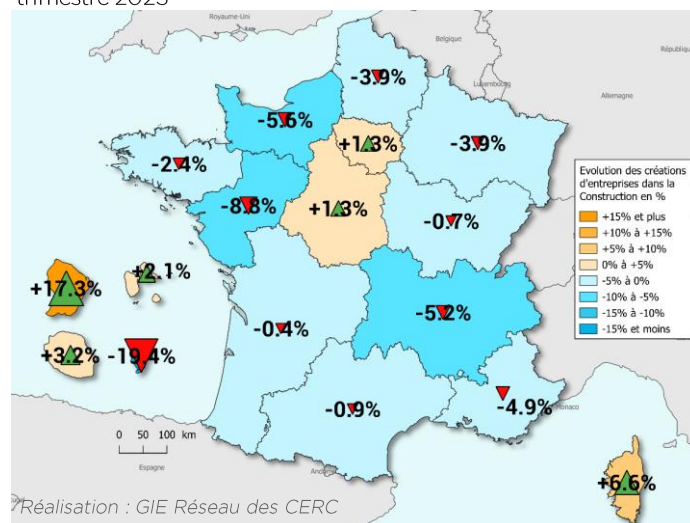 trimestre 2025
Royaume-Uni
Belgique
Luxembourg
Allemagne
-3.9%
-5.6%
+1.3%
-3.9%
-2.4%
-8.8%
+1.3%
-0.7%
+17.3%
+2.1%
+3.2%
-19.4%
-0.4%
-5.2%
-0.9%
-4.9%
Monaco
+6.6%
Evolution des créations
d'entreprises dans la
Construction en %
+15% et plus
+10% à +15%
+5% à +10%
0% à +5%
-5% à 0%
-10% à -5%
-15% à -10%
-15% et moins
0 50 100 km
Espagne
Réalisation : GIE Réseau des CERC